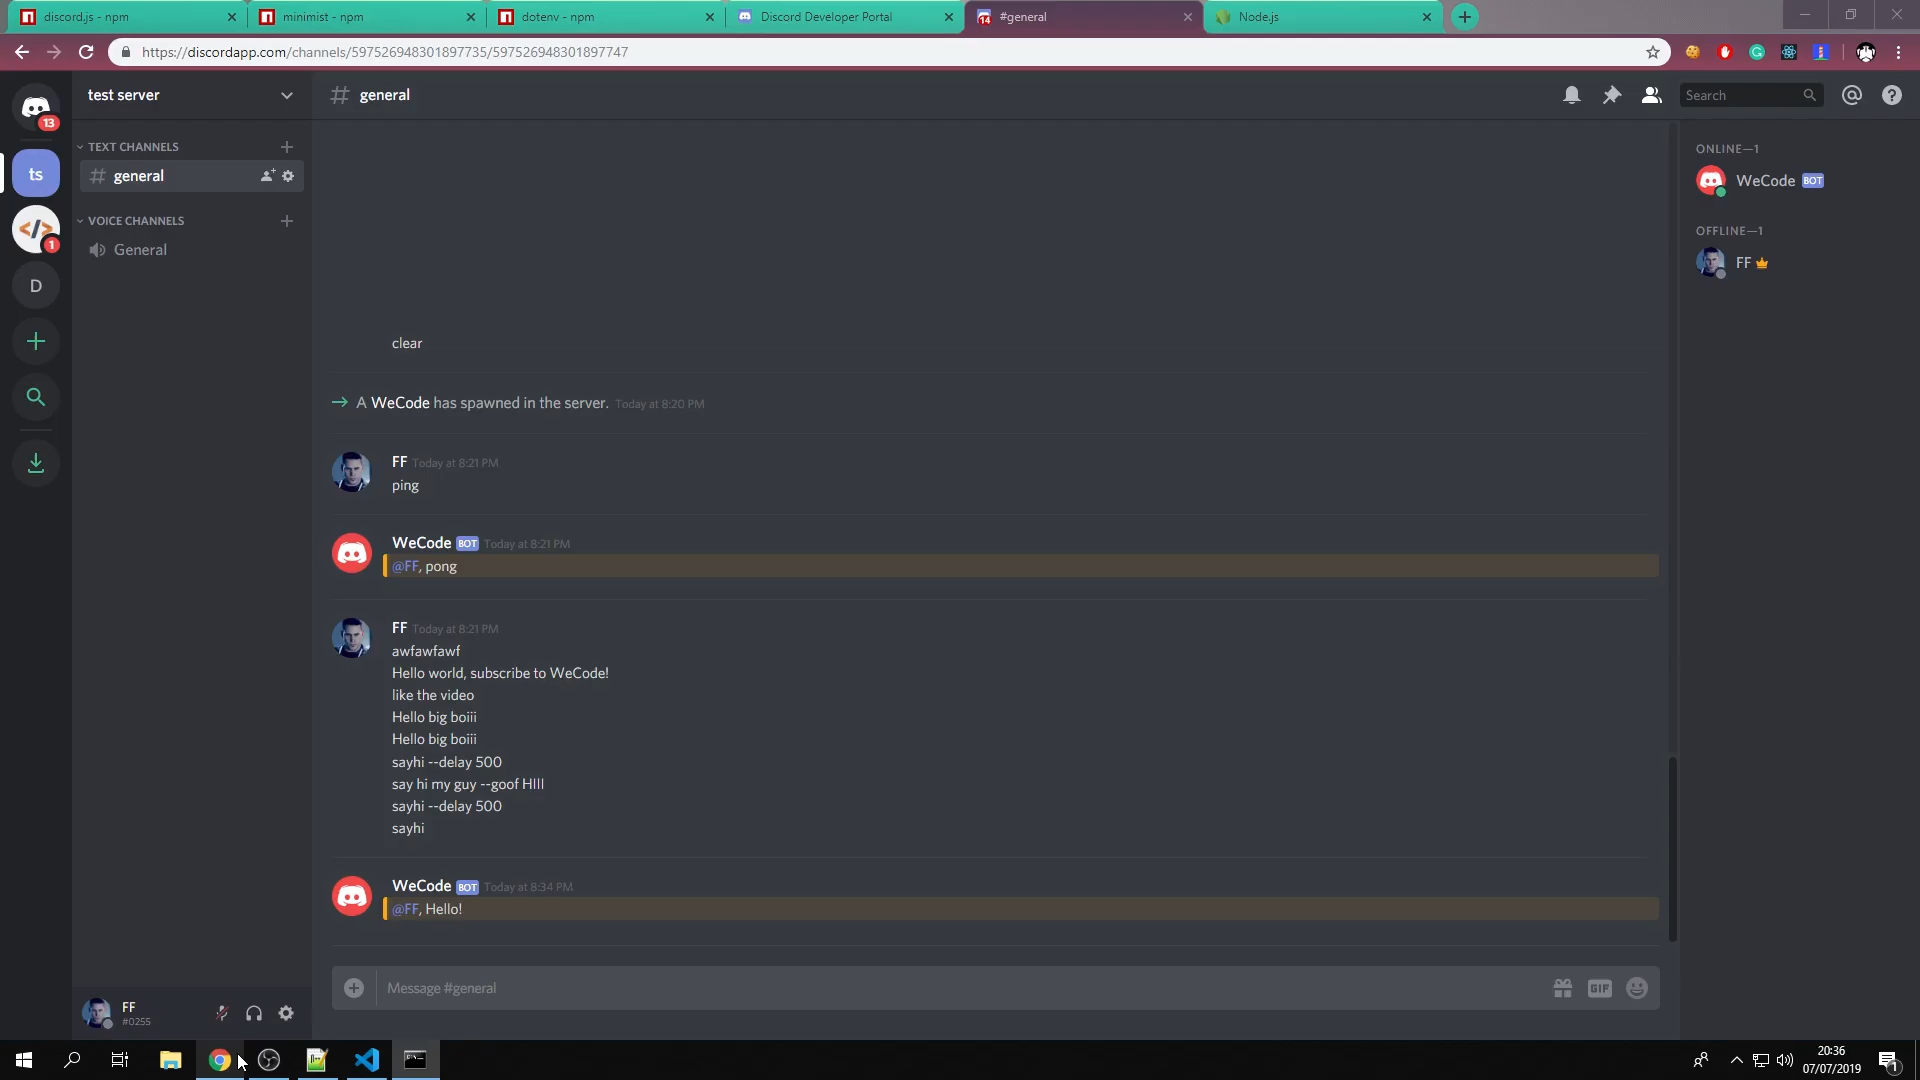 discord.js - npm
minimist - npm
dotenv - npm
Discord Developer Portal
14
#general
Node.js
https://discordapp.com/channels/597526948301897735/597526948301897747
13
test server
general
Search
TEXT CHANNELS
general
VOICE CHANNELS
General
ts
1
D
ONLINE—1
WeCode BOT
OFFLINE—1
FF
clear
A WeCode has spawned in the server. Today at 8:20 PM
FF Today at 8:21 PM
ping
WeCode BOT Today at 8:21 PM
@FF, pong
FF Today at 8:21 PM
awfawfawf
Hello world, subscribe to WeCode!
like the video
Hello big boiii
Hello big boiii
sayhi --delay 500
say hi my guy --goof HIII
sayhi --delay 500
sayhi
WeCode BOT Today at 8:34 PM
@FF, Hello!
Message #general
GIF
FF
#0255
20:36
07/07/2019
1